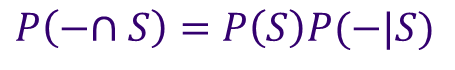 P(−∩ S) = P(S)P(−|S)